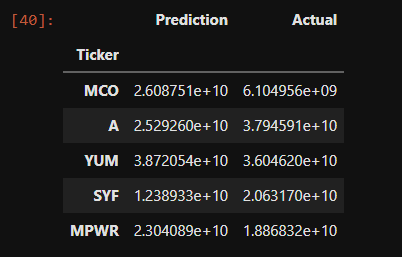 [40]: Prediction Actual
Ticker
MCO 2.608751e+10 6.104956e+09
A 2.529260e+10 3.794591e+10
YUM 3.872054e+10 3.604620e+10
SYF 1.238933e+10 2.063170e+10
MPWR 2.304089e+10 1.886832e+10